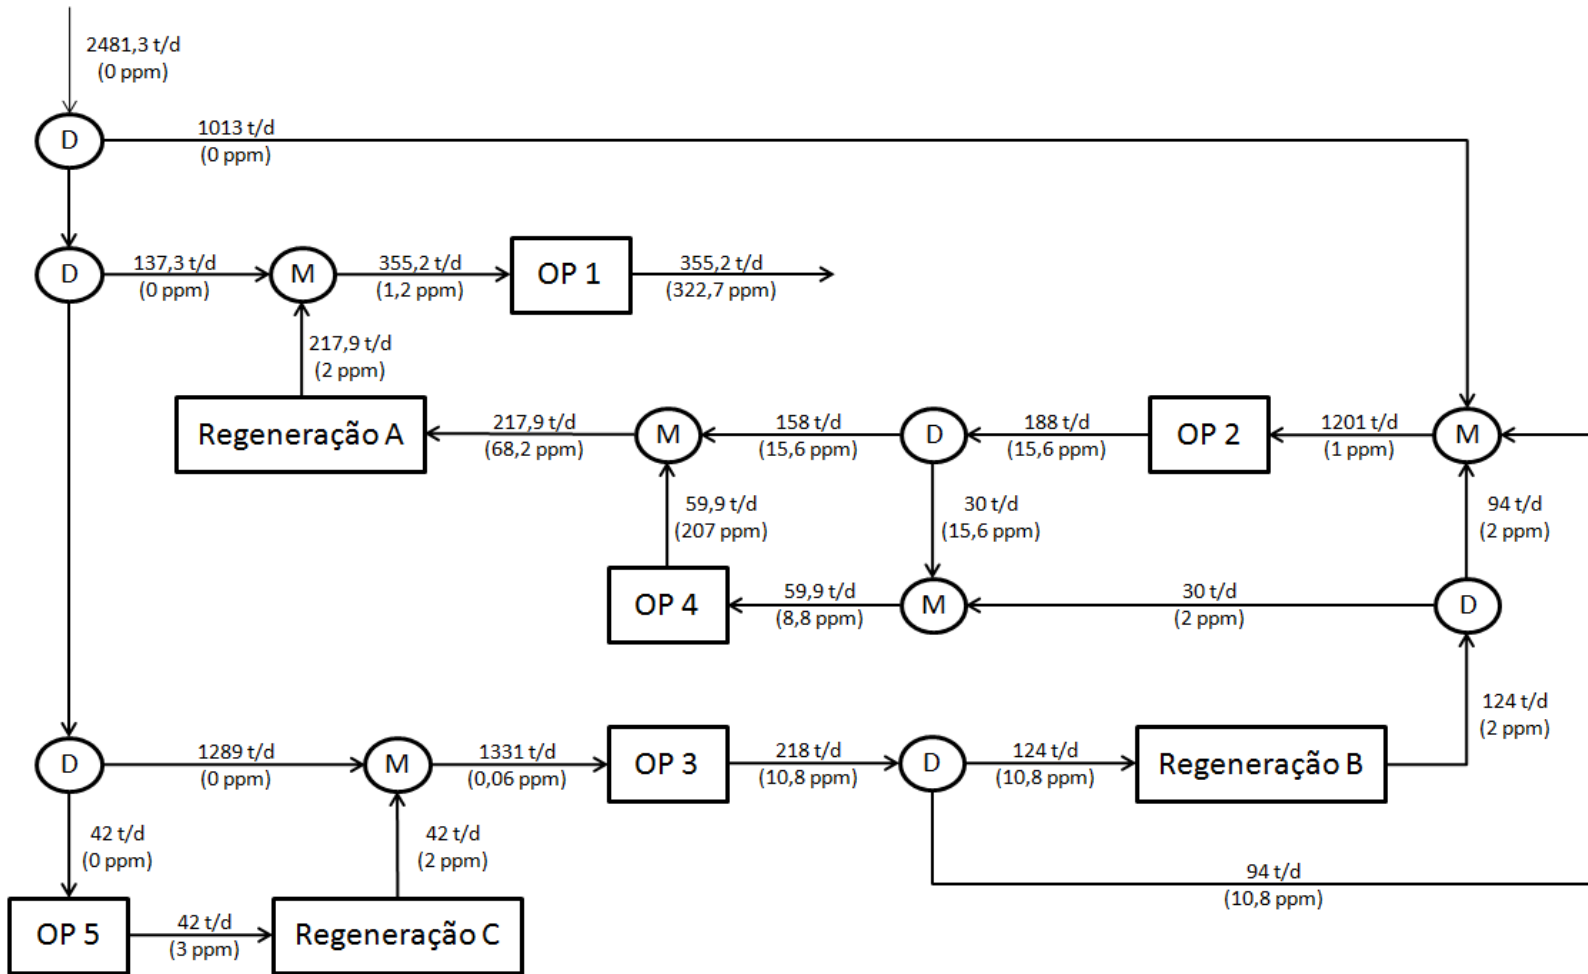 2481,3 t/d
(0 ppm)
D
1013 t/d
(0 ppm)
D
137,3 t/d
(0 ppm)
M
355,2 t/d
(1,2 ppm)
OP 1
355,2 t/d
(322,7 ppm)
217,9 t/d
(2 ppm)
Regeneração A
217,9 t/d
(68,2 ppm)
M
158 t/d
(15,6 ppm)
D
188 t/d
(15,6 ppm)
OP 2
1201 t/d
(1 ppm)
M
59,9 t/d
(207 ppm)
30 t/d
(15,6 ppm)
94 t/d
(2 ppm)
OP 4
59,9 t/d
(8,8 ppm)
M
30 t/d
(2 ppm)
D
124 t/d
(2 ppm)
D
1289 t/d
(0 ppm)
M
1331 t/d
(0,06 ppm)
OP 3
218 t/d
(10,8 ppm)
D
124 t/d
(10,8 ppm)
Regeneração B
42 t/d
(0 ppm)
42 t/d
(2 ppm)
94 t/d
(10,8 ppm)
OP 5
42 t/d
(3 ppm)
Regeneração C